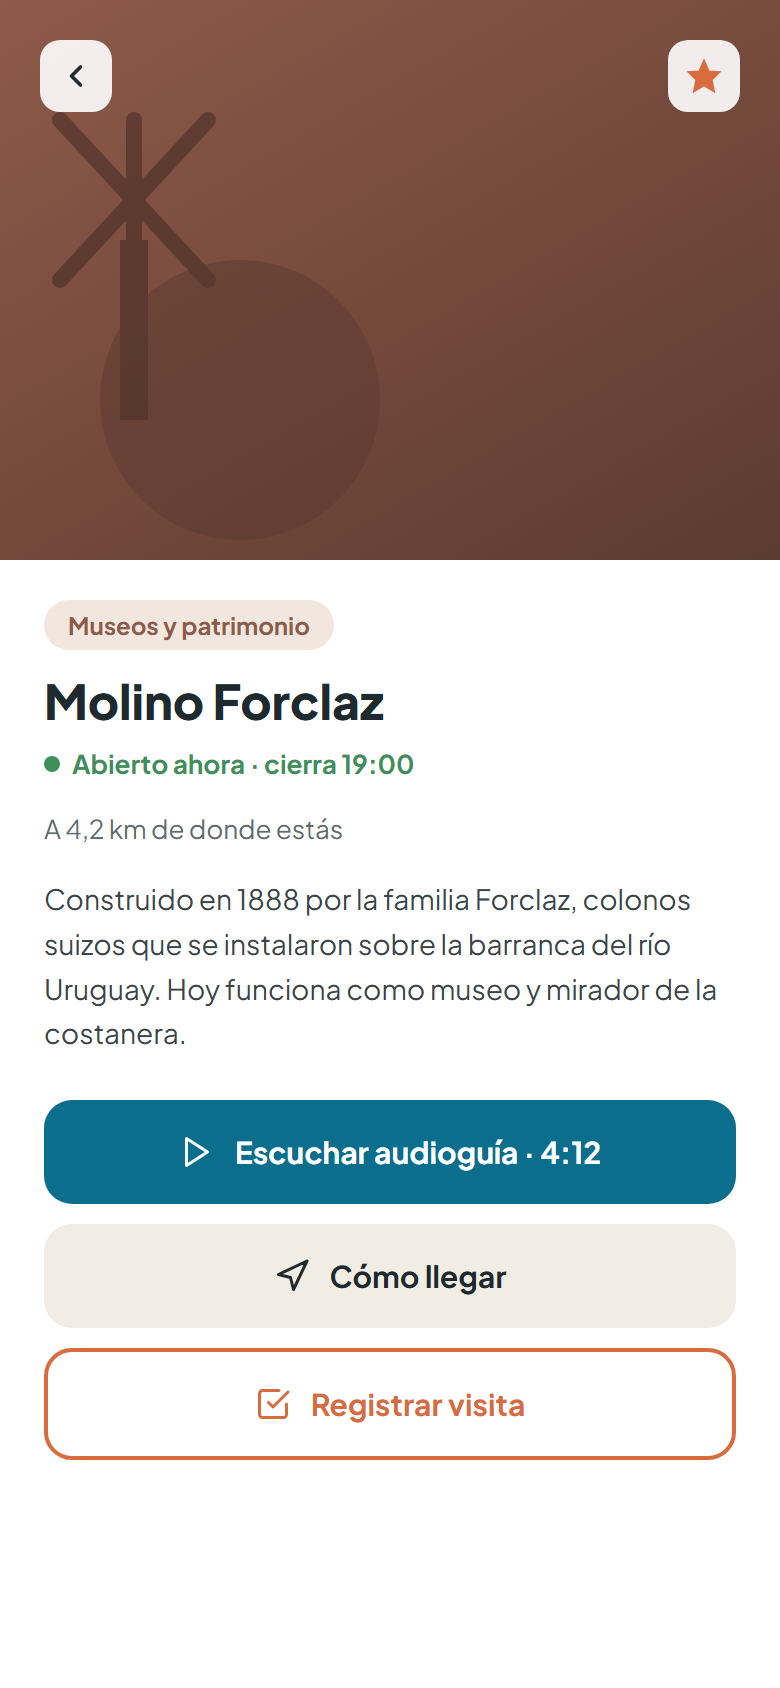 Museos y patrimonio
Molino Forclaz
Abierto ahora · cierra 19:00
A 4,2 km de donde estás
Construido en 1888 por la familia Forclaz, colonos
suizos que se instalaron sobre la barranca del río
Uruguay. Hoy funciona como museo y mirador de la
costanera.
Escuchar audioguía · 4:12
Cómo llegar
Registrar visita